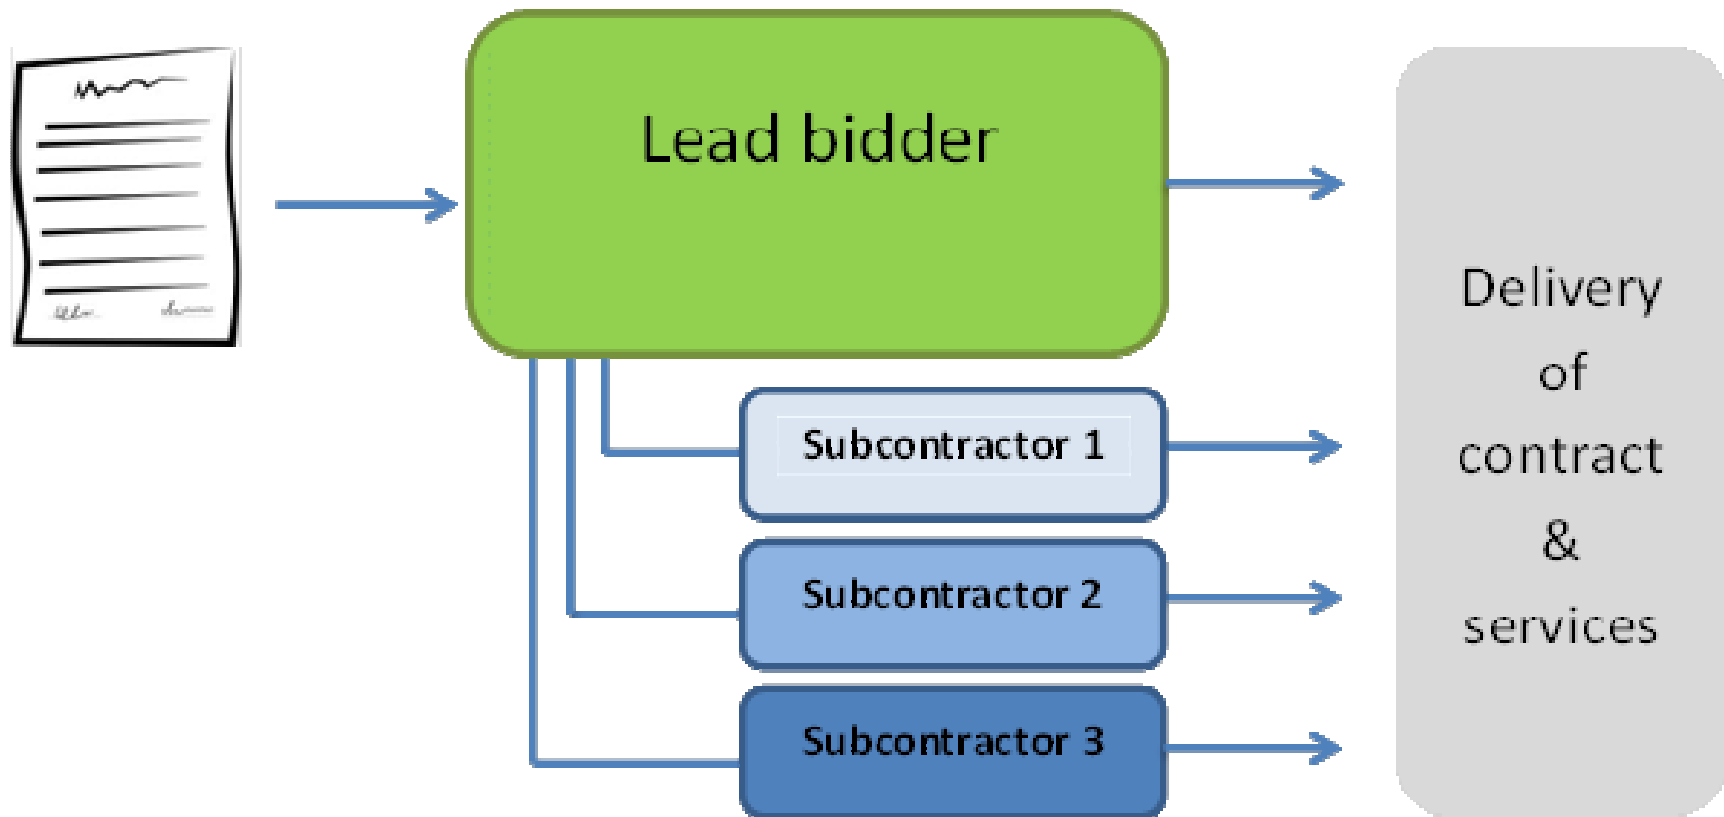 Lead bidder
Subcontractor 1
Subcontractor 2
Subcontractor 3
Delivery
of
contract
&
services